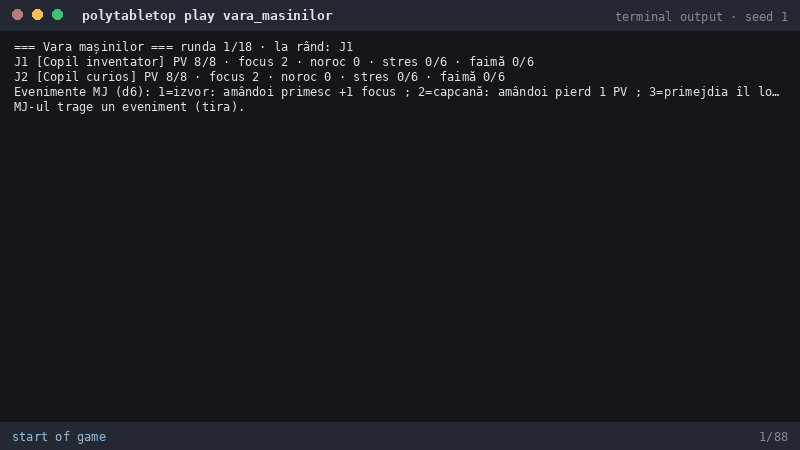 polytabletop play vara_masinilor
terminal output · seed 1
=== Vara mașinilor === runda 1/18 · la rând: J1
J1 [Copil inventator] PV 8/8 · focus 2 · noroc 0 · stres 0/6 · faimă 0/6
J2 [Copil curios] PV 8/8 · focus 2 · noroc 0 · stres 0/6 · faimă 0/6
Evenimente MJ (d6): 1=izvor: amândoi primesc +1 focus ; 2=capcană: amândoi pierd 1 PV ; 3=primejdia îl lo…
MJ-ul trage un eveniment (tira).
start of game
1/88